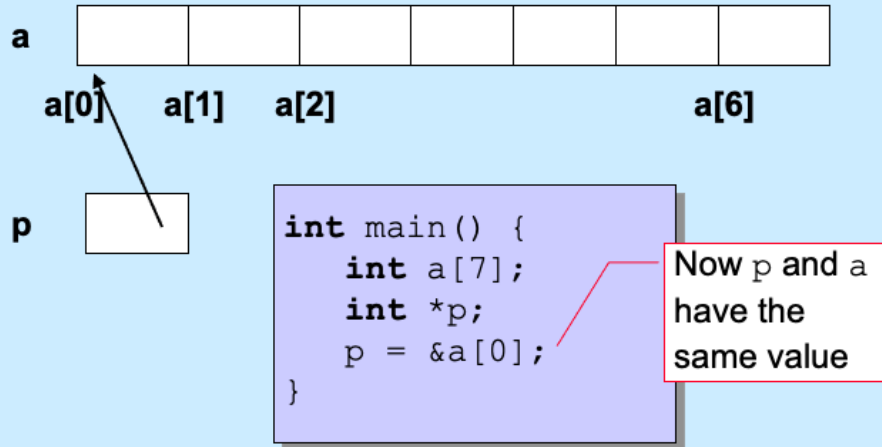 a
a[0] a[1] a[2] a[6]
p
int main() {
int a[7];
int *p;
p = &a[0];
}
Now p and a
have the
same value